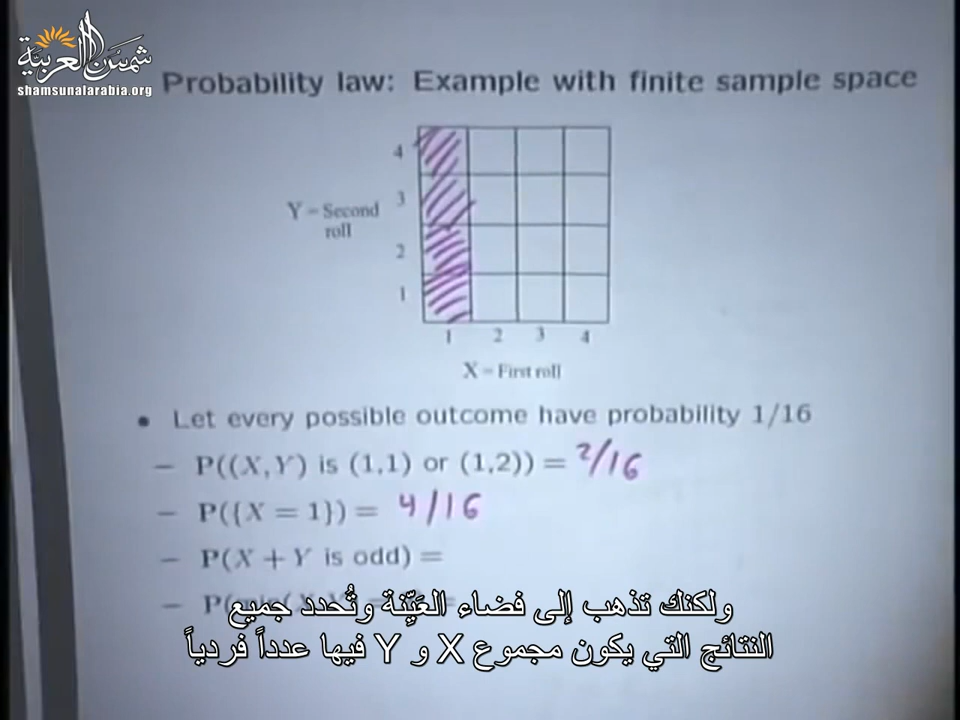 شمس العربية
shamsunalarabia.org
Probability law: Example with finite sample space
4
Y = Second
roll
3
2
1
1 2 3 4
X = First roll
• Let every possible outcome have probability 1/16
– P((X,Y) is (1,1) or (1,2)) = 2/16
– P({X = 1}) = 4/16
– P(X + Y is odd) =
ولكنك تذهب إلى فضاء العَيِّنة وتُحدد جميع
النتائج التي يكون مجموع X و Y فيها عدداً فردياً